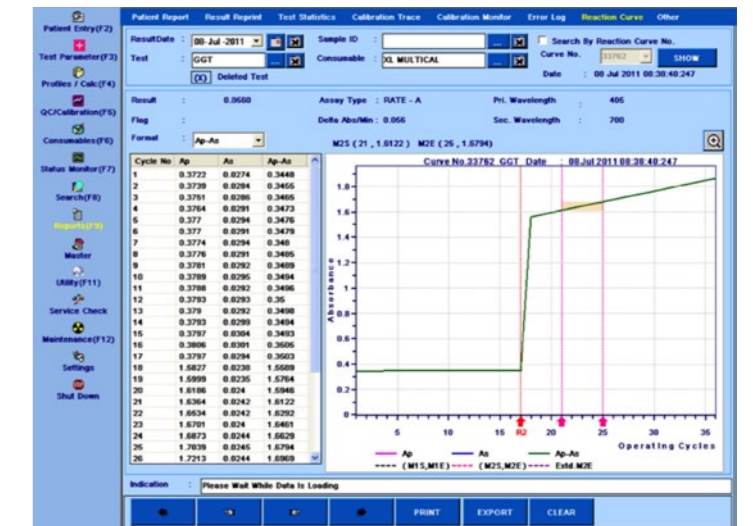 Patient Entry(F2)
Test Parameter(F3)
Profiles / Calc(F4)
QC/Calibration(F5)
Consumables(F6)
Status Monitor(F7)
Search(F8)
Reports(F9)
Master
Utility(F11)
Service Check
Maintenance(F12)
Settings
Shut Down
Patient Report Result Reprint Test Statistics Calibration Trace Calibration Monitor Error Log Reaction Curve Other
ResultDate : 08-Jul-2011 Sample ID : ... Search By Reaction Curve No.
Test : GGT ... Consumable : XL MULTICAL ... Curve No. 33762 SHOW
(X) Deleted Test Date : 08 Jul 2011 08:38:40:247
Result : 0.0560 Assay Type : RATE - A Pri. Wavelength : 405
Flag : Delta Abs/Min : 0.056 Sec. Wavelength : 700
Format : Ap-As M2S ( 21 , 1.6122 ) M2E ( 25 , 1.6794)
Cycle No Ap As Ap-As
1 0.3722 0.0274 0.3448
2 0.3739 0.0284 0.3455
3 0.3751 0.0286 0.3465
4 0.3764 0.0291 0.3473
5 0.377 0.0294 0.3476
6 0.377 0.0291 0.3479
7 0.3774 0.0294 0.348
8 0.3776 0.0291 0.3485
9 0.3781 0.0292 0.3489
10 0.3789 0.0295 0.3494
11 0.3788 0.0292 0.3496
12 0.3793 0.0293 0.35
13 0.379 0.0292 0.3498
14 0.3793 0.0299 0.3494
15 0.3797 0.0304 0.3493
16 0.3806 0.0301 0.3505
17 0.3797 0.0294 0.3503
18 1.5827 0.0238 1.5589
19 1.5999 0.0235 1.5764
20 1.6186 0.024 1.5946
21 1.6364 0.0242 1.6122
22 1.6534 0.0242 1.6292
23 1.6701 0.024 1.6461
24 1.6873 0.0244 1.6629
25 1.7039 0.0245 1.6794
26 1.7213 0.0244 1.6969
Curve No.33762 GGT Date : 08Jul2011 08:38:40:247
Absorbance
1.8
1.6
1.4
1.2
1
0.8
0.6
0.4
0.2
0
5 10 15 R2 20 25 30 35
Operating Cycles
Ap As Ap-As
(M1S,M1E) (M2S,M2E) Extd.M2E
Indication : Please Wait While Data Is Loading
PRINT EXPORT CLEAR